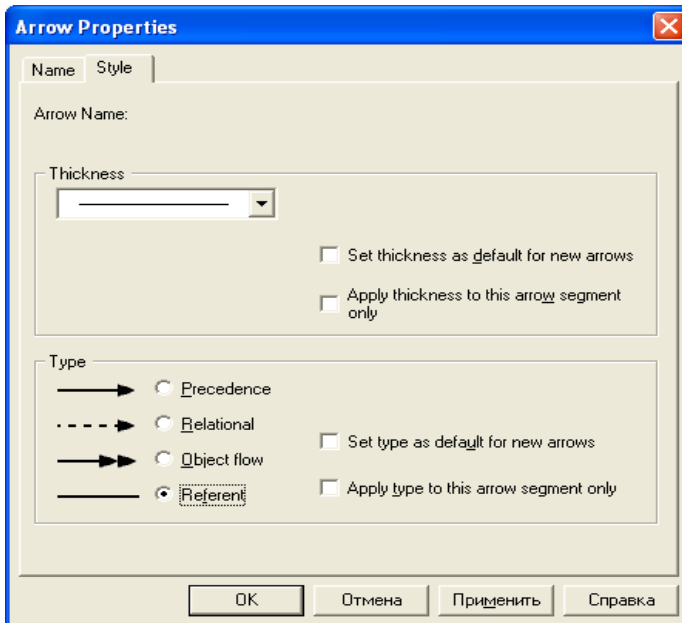 Arrow Properties
Name Style
Arrow Name:
Thickness
Set thickness as default for new arrows
Apply thickness to this arrow segment
only
Type
Precedence
Relational
Set type as default for new arrows
Object flow
Apply type to this arrow segment only
Referent
OK Отмена Применить Справка